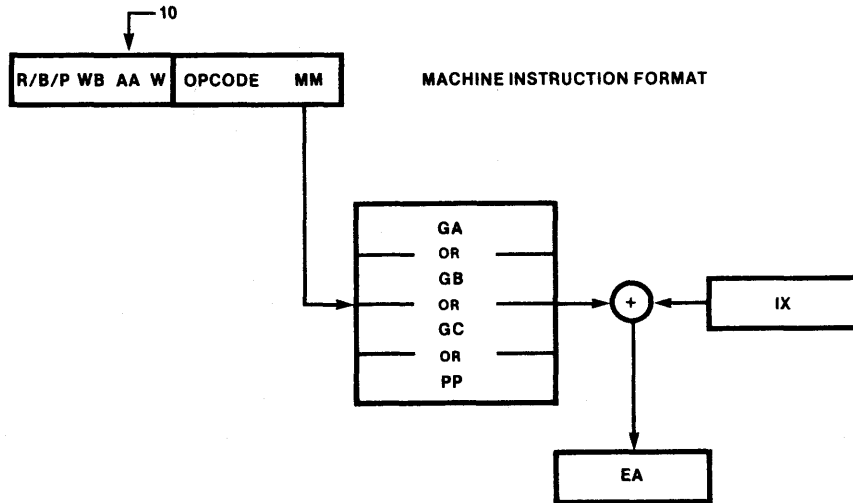 10
R/B/P WB AA W OPCODE MM
MACHINE INSTRUCTION FORMAT
GA
OR
GB
OR
GC
OR
PP
+
IX
EA